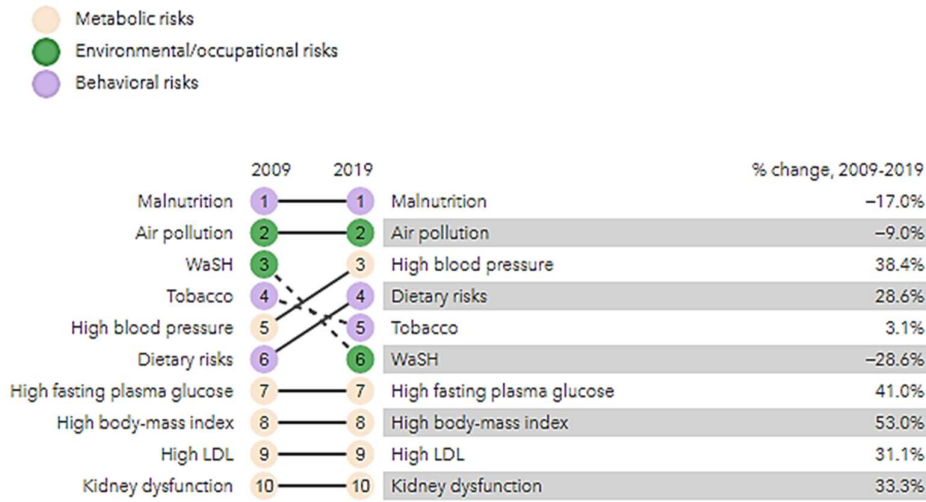 Metabolic risks
Environmental/occupational risks
Behavioral risks
2009 2019 % change, 2009-2019
Malnutrition 1 1 Malnutrition −17.0%
Air pollution 2 2 Air pollution −9.0%
WaSH 3 3 High blood pressure 38.4%
Tobacco 4 4 Dietary risks 28.6%
High blood pressure 5 5 Tobacco 3.1%
Dietary risks 6 6 WaSH −28.6%
High fasting plasma glucose 7 7 High fasting plasma glucose 41.0%
High body-mass index 8 8 High body-mass index 53.0%
High LDL 9 9 High LDL 31.1%
Kidney dysfunction 10 10 Kidney dysfunction 33.3%